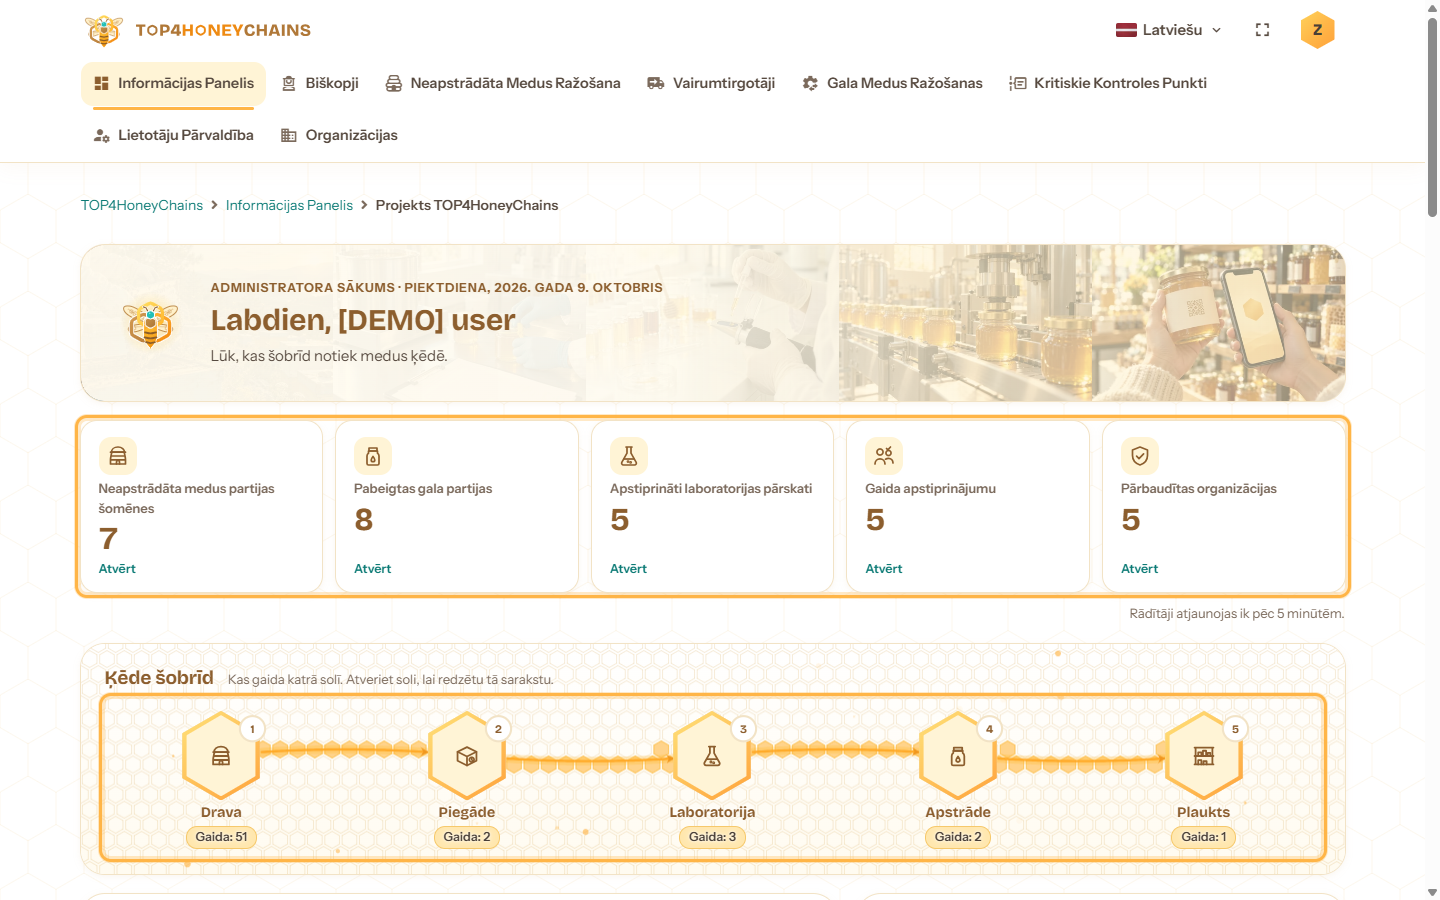 TOP4HONEYCHAINS
Latviešu
Z
Informācijas Panelis
Biškopji
Neapstrādāta Medus Ražošana
Vairumtirgotāji
Gala Medus Ražošanas
Kritiskie Kontroles Punkti
Lietotāju Pārvaldība
Organizācijas
TOP4HoneyChains > Informācijas Panelis > Projekts TOP4HoneyChains
ADMINISTRATORA SĀKUMS · PIEKTDIENA, 2026. GADA 9. OKTOBRIS
Labdien, [DEMO] user
Lūk, kas šobrīd notiek medus ķēdē.
Neapstrādāta medus partijas
šomēnes
7
Atvērt
Pabeigtas gala partijas
8
Atvērt
Apstiprināti laboratorijas pārskati
5
Atvērt
Gaida apstiprinājumu
5
Atvērt
Pārbaudītas organizācijas
5
Atvērt
Rādītāji atjaunojas ik pēc 5 minūtēm.
Ķēde šobrīd
Kas gaida katrā solī. Atveriet soli, lai redzētu tā sarakstu.
1
Drava
Gaida: 51
2
Piegāde
Gaida: 2
3
Laboratorija
Gaida: 3
4
Apstrāde
Gaida: 2
5
Plaukts
Gaida: 1